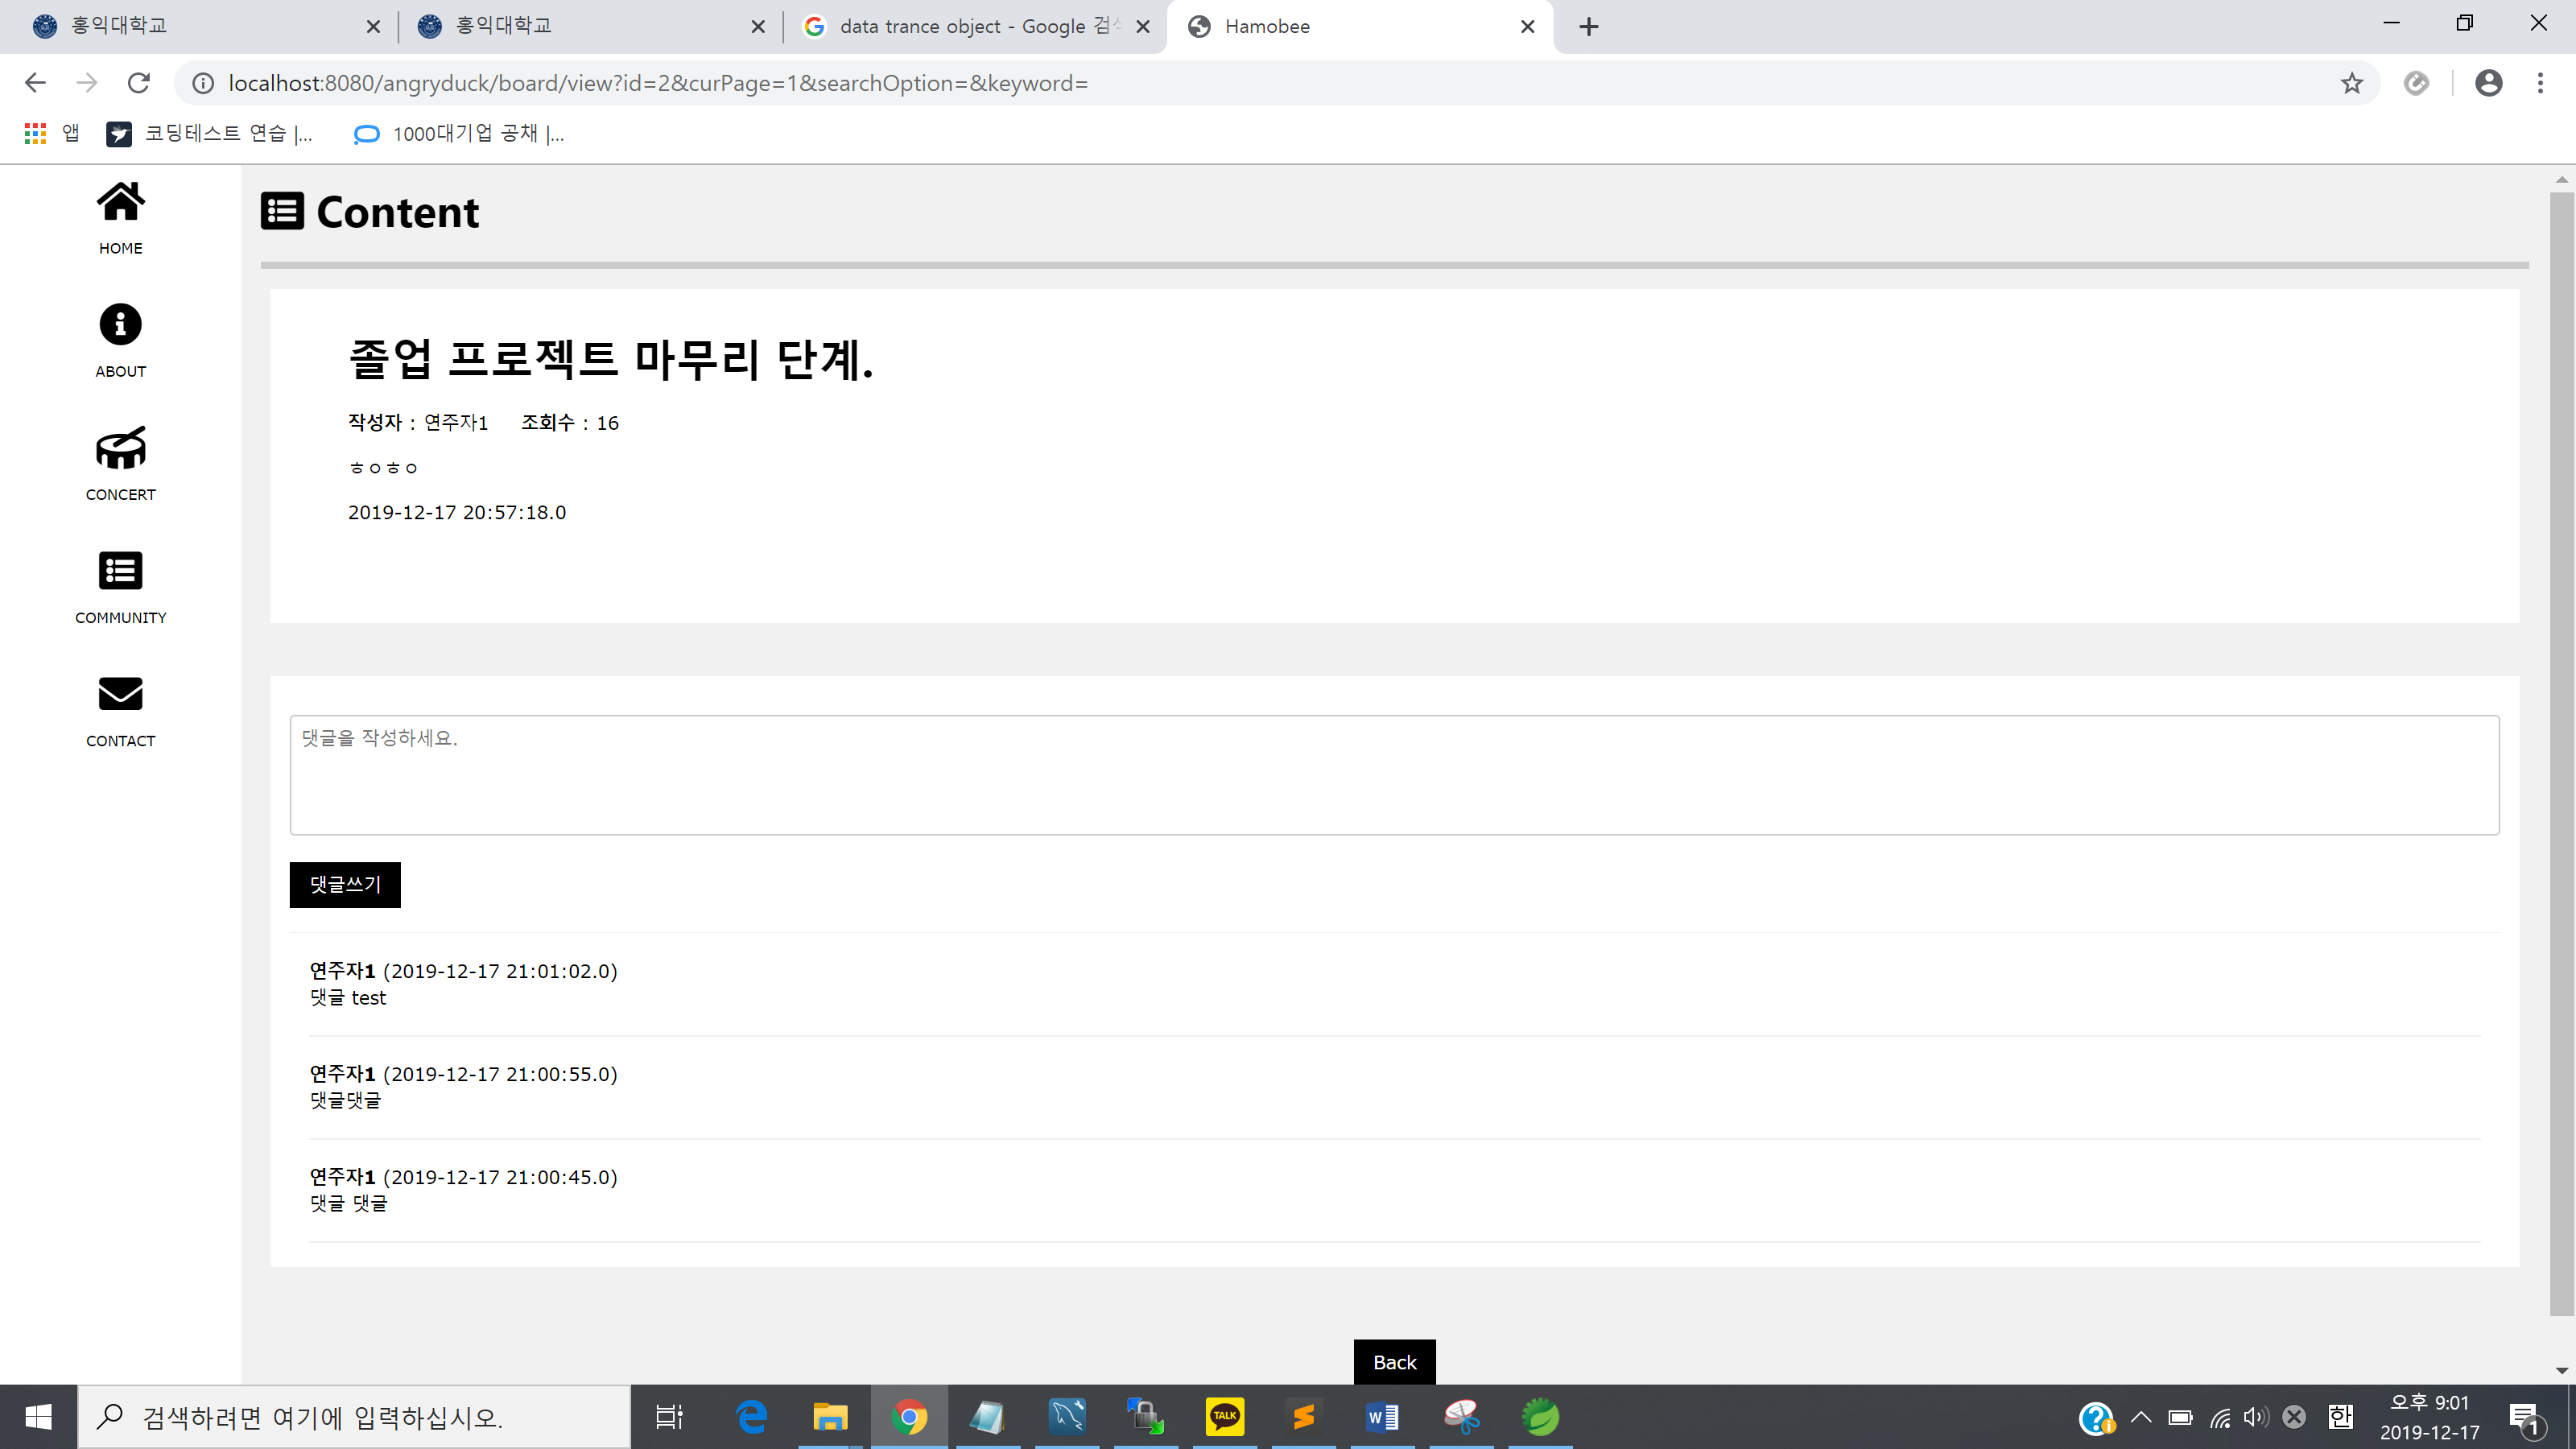 홍익대학교
홍익대학교
data trance object - Google 검색
Hamobee
localhost:8080/angryduck/board/view?id=2&curPage=1&searchOption=&keyword=
앱
코딩테스트 연습 |...
1000대기업 공채 |...
HOME
ABOUT
CONCERT
COMMUNITY
CONTACT
Content
졸업 프로젝트 마무리 단계.
작성자 : 연주자1 조회수 : 16
ㅎㅇㅎㅇ
2019-12-17 20:57:18.0
댓글을 작성하세요.
댓글쓰기
연주자1 (2019-12-17 21:01:02.0)
댓글 test
연주자1 (2019-12-17 21:00:55.0)
댓글댓글
연주자1 (2019-12-17 21:00:45.0)
댓글 댓글
Back
검색하려면 여기에 입력하십시오.
TALK
한
오후 9:01
2019-12-17
1